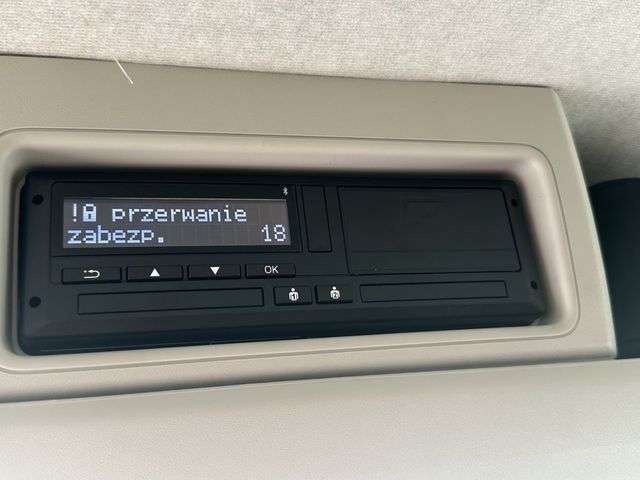 ! przerwanie
zabezp. 18
OK